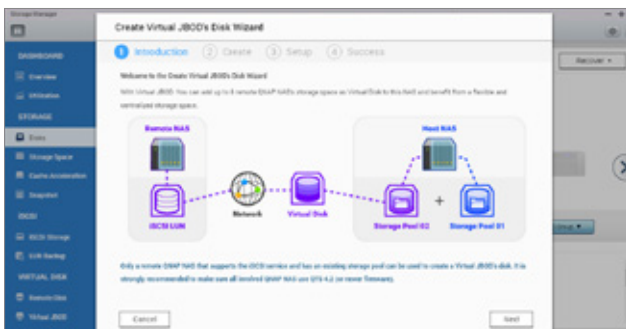 Storage Manager
Create Virtual JBOD's Disk Wizard
1 Introduction 2 Create 3 Setup 4 Success
Welcome to the Create Virtual JBOD's Disk Wizard
With Virtual JBOD. You can add up to 8 remote QNAP NAS's storage space as Virtual Disk to this NAS and benefit from a flexible and
centralized storage space.
Remote NAS
Host NAS
iSCSI LUN
Network
Virtual Disk
Storage Pool 02
+
Storage Pool 01
Only a remote QNAP NAS that supports the iSCSI service and has an existing storage pool can be used to create a Virtual JBOD's disk. It is
strongly recommended to make sure all involved QNAP NAS use QTS 4.2 (or newer firmware).
Cancel
Next
DASHBOARD
Overview
Utilization
STORAGE
Disks
Storage Space
Cache Acceleration
Snapshot
iSCSI
iSCSI Storage
LUN Backup
VIRTUAL DISK
Remote Disk
Virtual JBOD
Recover